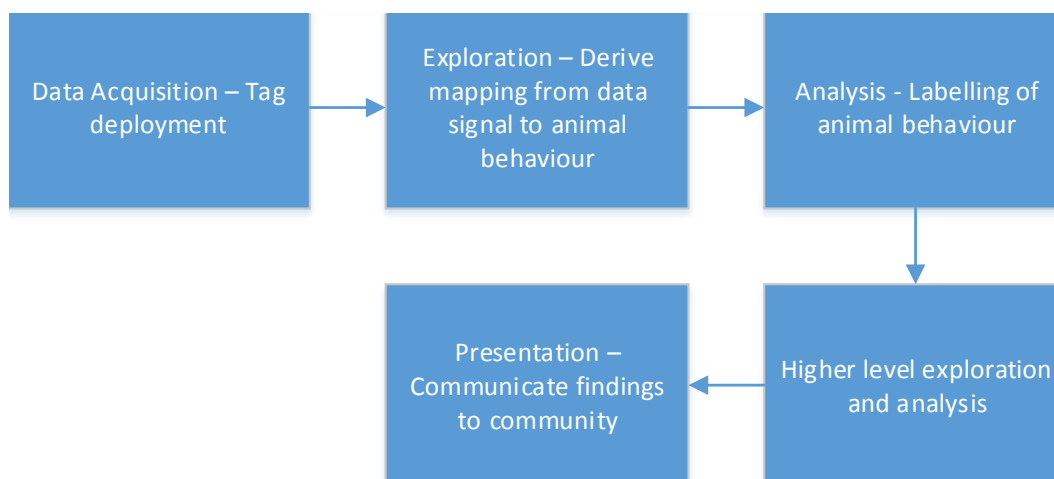 Data Acquisition – Tag
deployment
Exploration – Derive
mapping from data
signal to animal
behaviour
Analysis - Labelling of
animal behaviour
Higher level exploration
and analysis
Presentation –
Communicate findings
to community